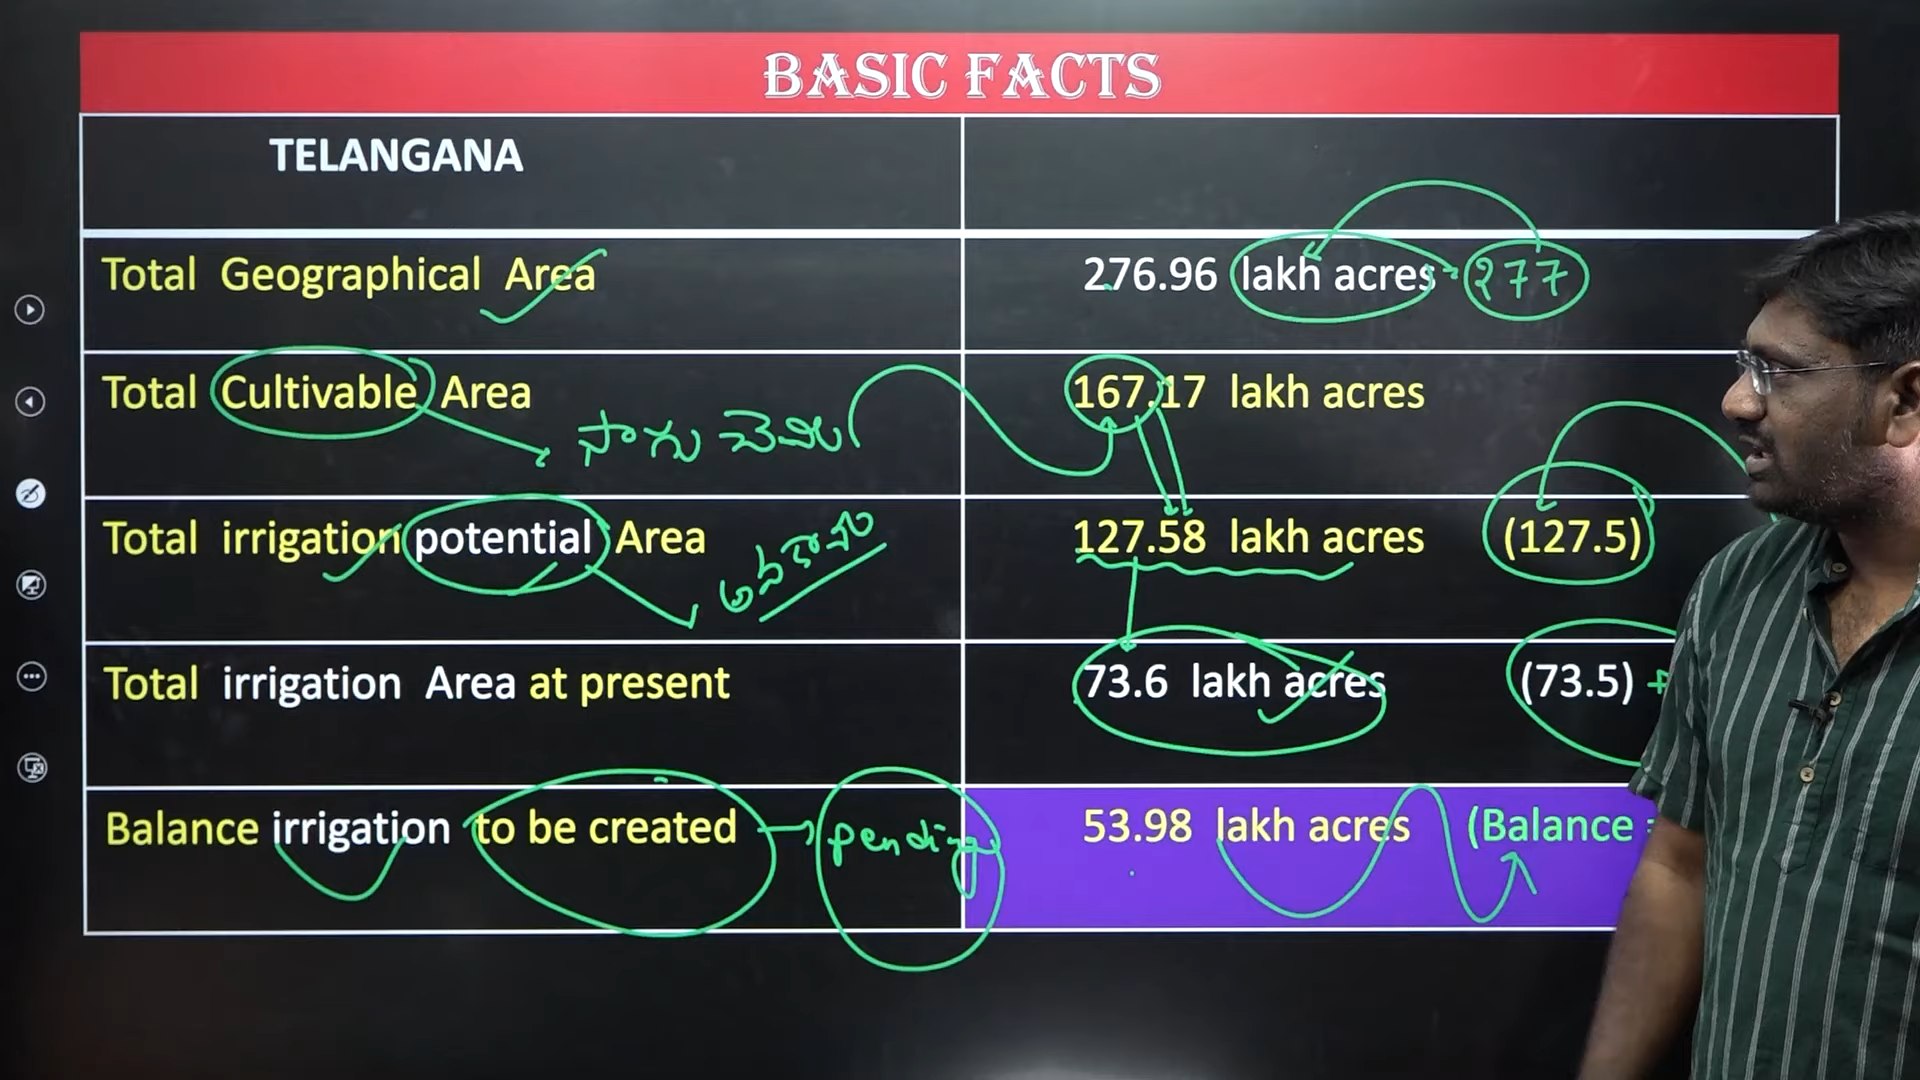 BASIC FACTS
TELANGANA
Total Geographical Area 276.96 lakh acres 277
Total Cultivable Area 167.17 lakh acres
సాగు
Total irrigation potential Area 127.58 lakh acres (127.5)
అవకాశం
Total irrigation Area at present 73.6 lakh acres (73.5)
Balance irrigation to be created pending 53.98 lakh acres (Balance